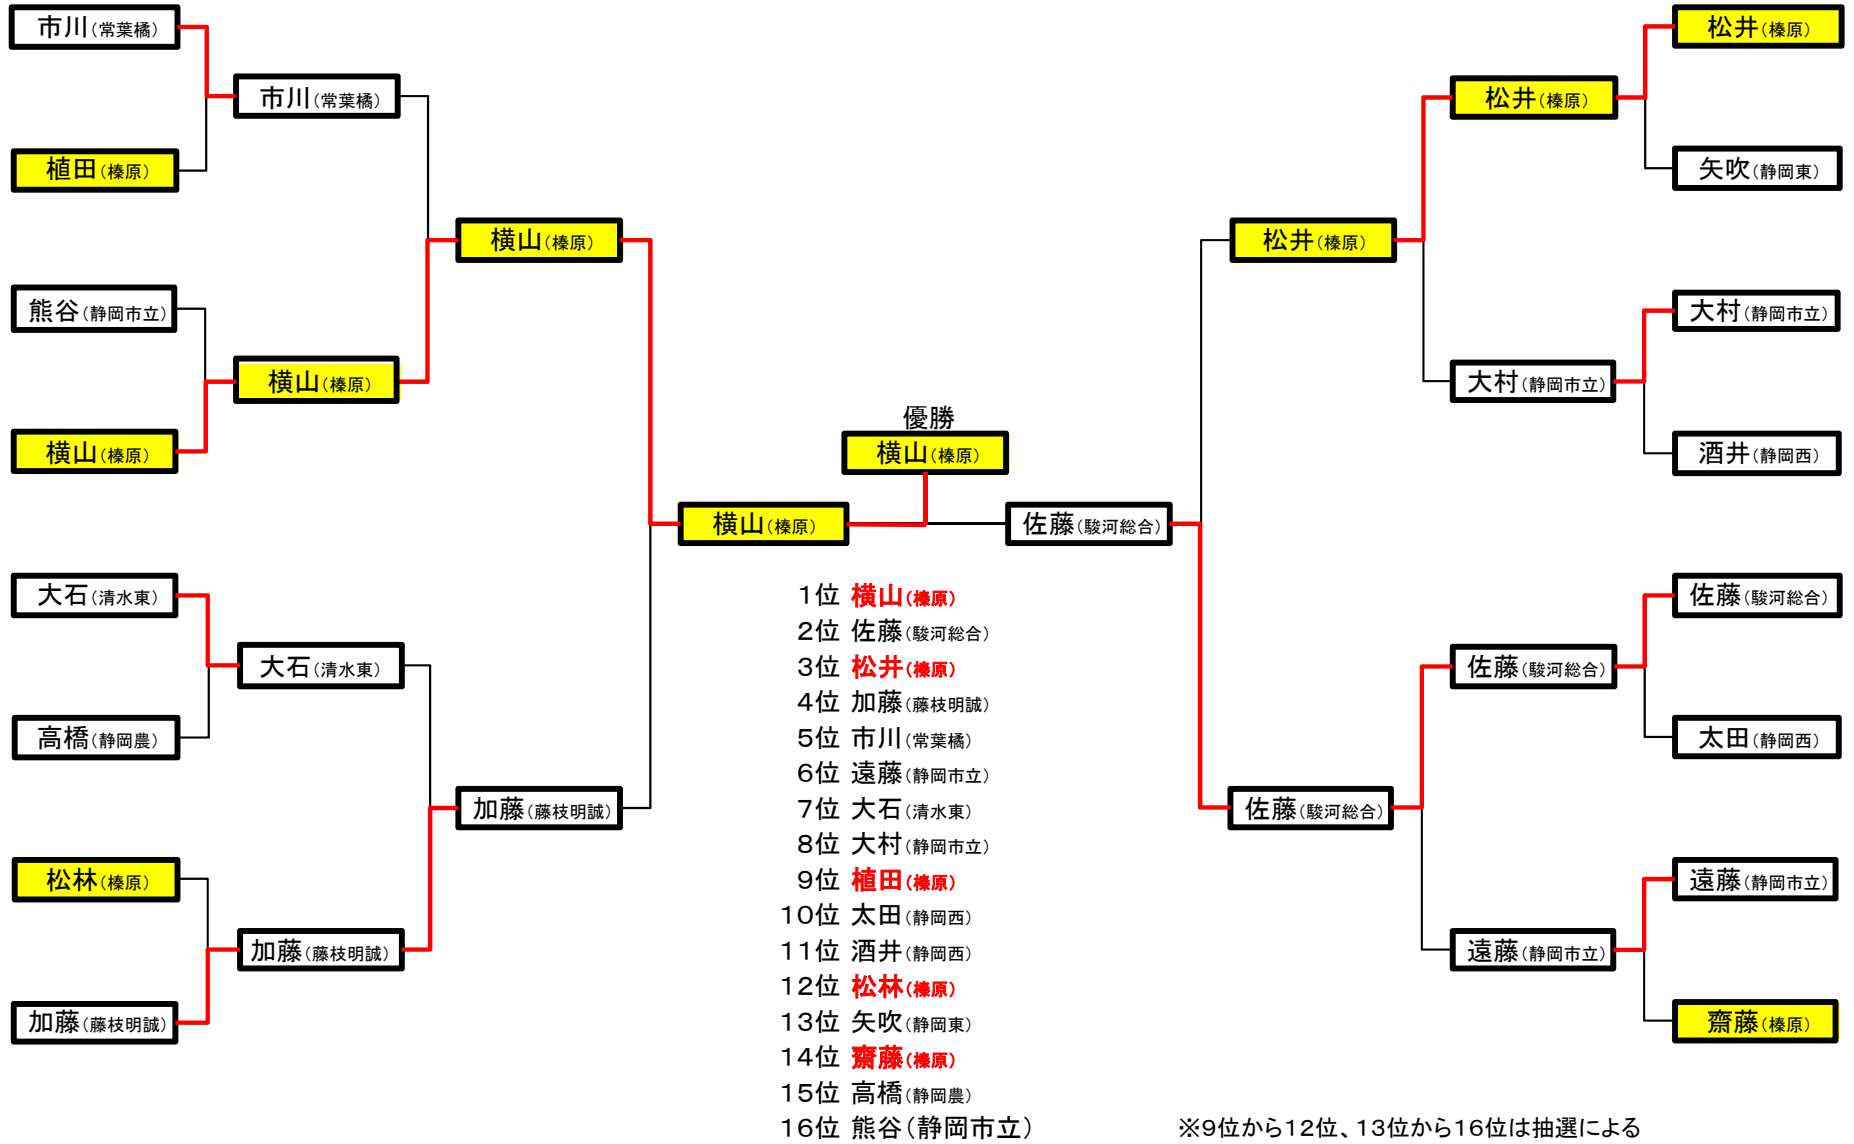 市川(常葉橘)
植田(榛原)
熊谷(静岡市立)
横山(榛原)
大石(清水東)
高橋(静岡農)
松林(榛原)
加藤(藤枝明誠)
市川(常葉橘)
横山(榛原)
大石(清水東)
加藤(藤枝明誠)
横山(榛原)
加藤(藤枝明誠)
横山(榛原)
優勝
横山(榛原)
佐藤(駿河総合)
松井(榛原)
佐藤(駿河総合)
松井(榛原)
大村(静岡市立)
佐藤(駿河総合)
遠藤(静岡市立)
松井(榛原)
矢吹(静岡東)
大村(静岡市立)
酒井(静岡西)
佐藤(駿河総合)
太田(静岡西)
遠藤(静岡市立)
齋藤(榛原)
1位 横山(榛原)
2位 佐藤(駿河総合)
3位 松井(榛原)
4位 加藤(藤枝明誠)
5位 市川(常葉橘)
6位 遠藤(静岡市立)
7位 大石(清水東)
8位 大村(静岡市立)
9位 植田(榛原)
10位 太田(静岡西)
11位 酒井(静岡西)
12位 松林(榛原)
13位 矢吹(静岡東)
14位 齋藤(榛原)
15位 高橋(静岡農)
16位 熊谷(静岡市立)
※9位から12位、13位から16位は抽選による